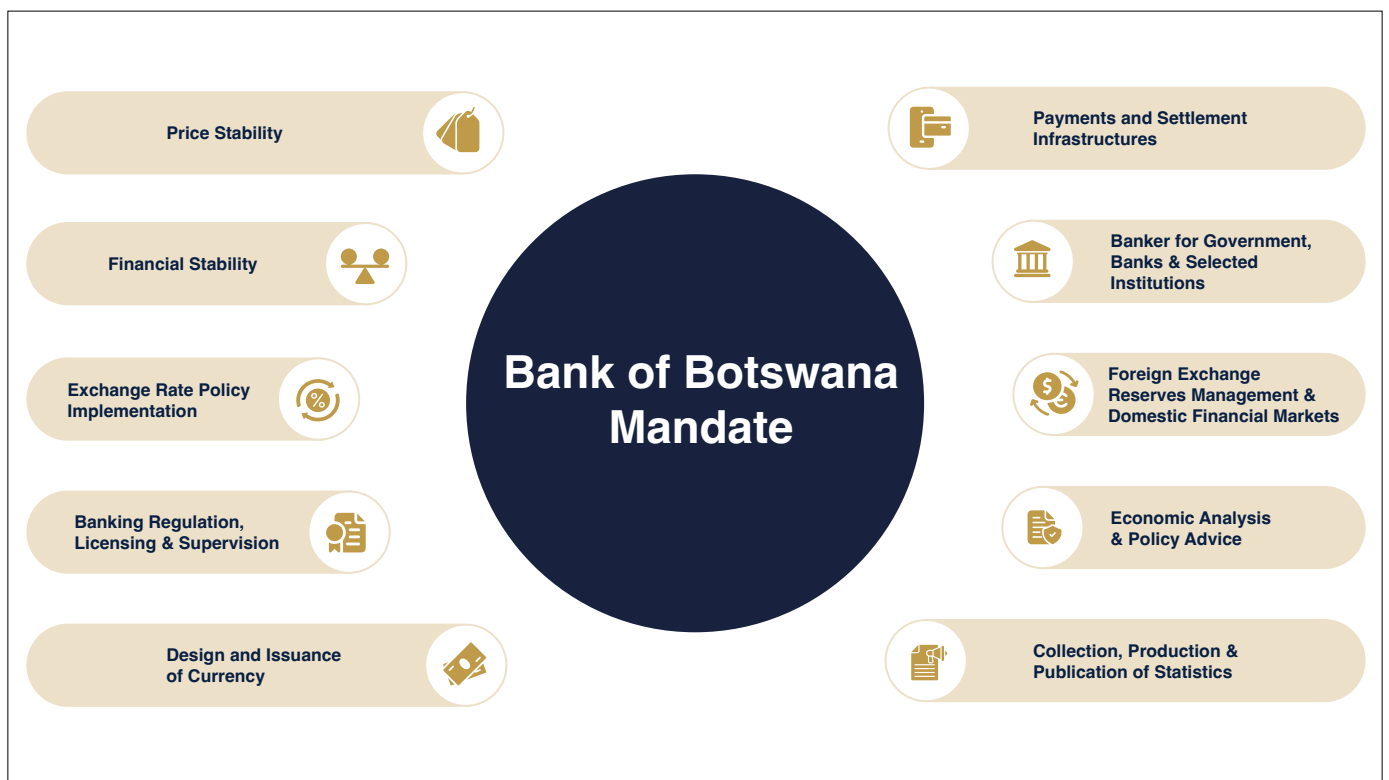 Price Stability
Financial Stability
Exchange Rate Policy
Implementation
Banking Regulation,
Licensing & Supervision
Design and Issuance
of Currency
Bank of Botswana
Mandate
Payments and Settlement
Infrastructures
Banker for Government,
Banks & Selected
Institutions
Foreign Exchange
Reserves Management &
Domestic Financial Markets
Economic Analysis
& Policy Advice
Collection, Production &
Publication of Statistics